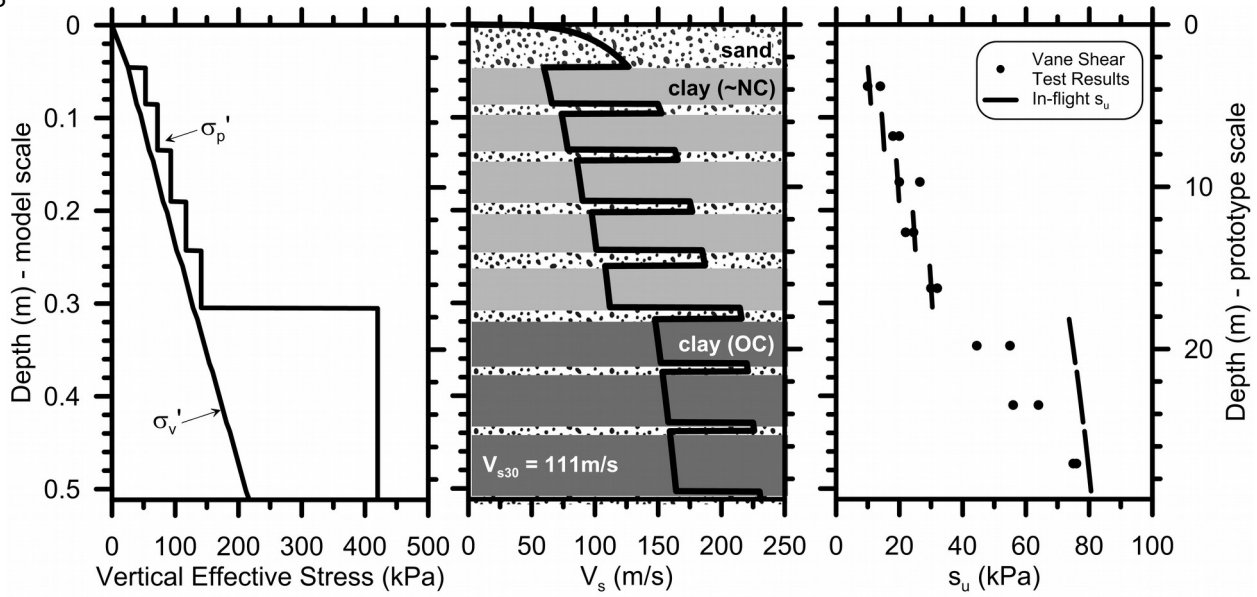 0
0.1
0.2
0.3
0.4
0.5
Depth (m) - model scale
σp'
σv'
0 100 200 300 400 500
Vertical Effective Stress (kPa)
sand
clay (~NC)
clay (OC)
Vs30 = 111m/s
0 50 100 150 200 250
Vs (m/s)
Vane Shear
Test Results
In-flight su
0 20 40 60 80 100
su (kPa)
0
10
20
Depth (m) - prototype scale